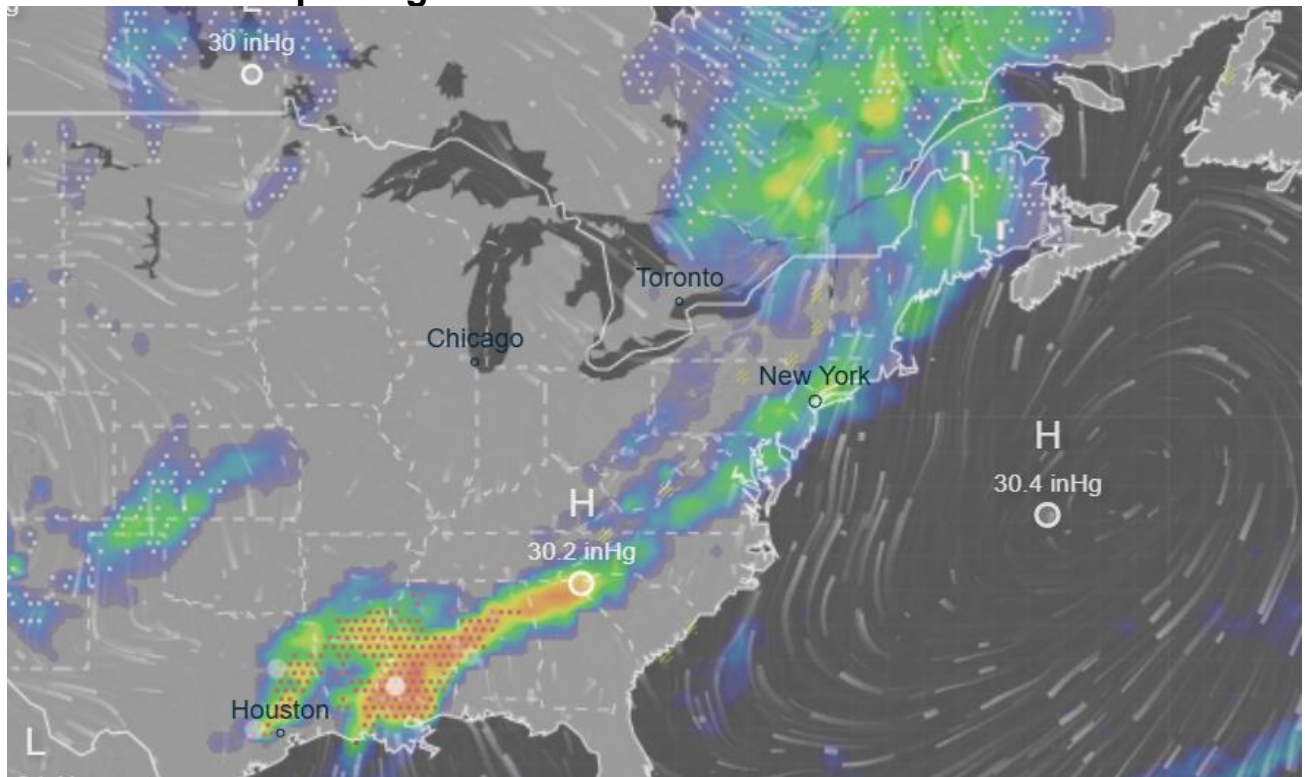 30 inHg
Toronto
Chicago
New York
H
30.4 inHg
H
30.2 inHg
Houston
L